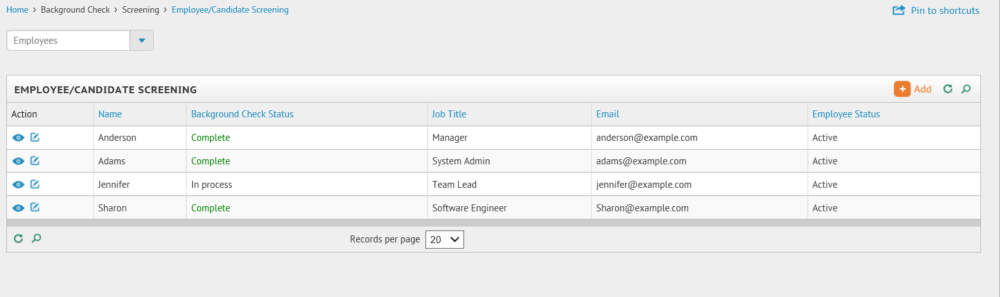 Home › Background Check › Screening › Employee/Candidate Screening
Pin to shortcuts
Employees
EMPLOYEE/CANDIDATE SCREENING
Add
Action Name Background Check Status Job Title Email Employee Status
Anderson Complete Manager anderson@example.com Active
Adams Complete System Admin adams@example.com Active
Jennifer In process Team Lead jennifer@example.com Active
Sharon Complete Software Engineer Sharon@example.com Active
Records per page 20